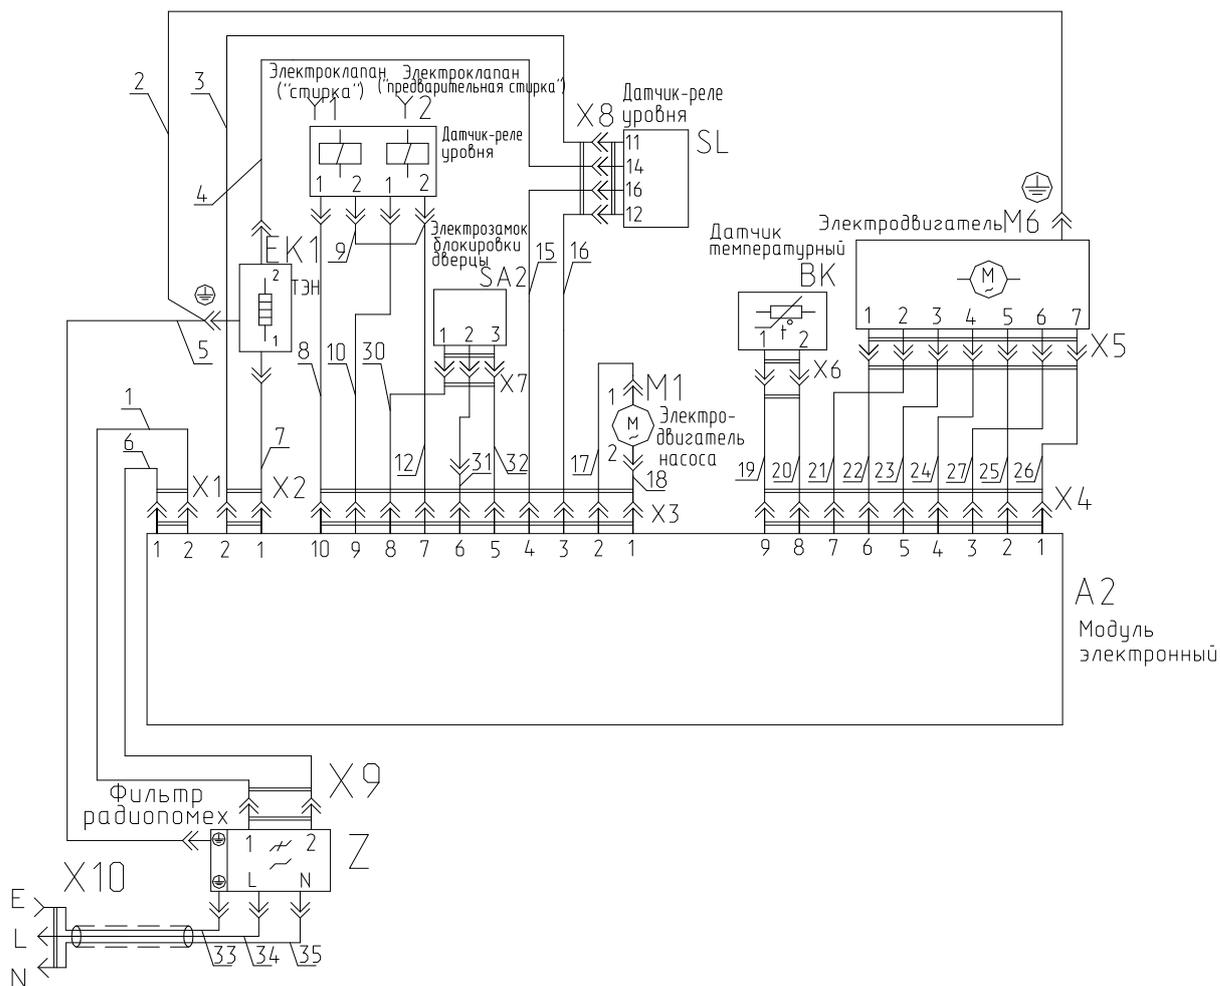 Электроклапан
("стирка")
Электроклапан
("предварительная стирка")
2
3
4
Y1
Y2
Датчик-реле
уровня
X8
Датчик-реле
уровня
SL
11
14
16
12
1 2 1 2
9
Электрозамок
блокировки
дверцы
SA2
15
16
EK1
2
ТЭН
1
5
Датчик
температурный
BK
t°
1 2
X6
Электродвигатель M6
M
1 2 3 4 5 6 7
X5
1 2 3
X7
8
10
30
M1
1
M
2
Электро-
двигатель
насоса
1
6
7
12
31
32
17
18
19
20
21
22
23
24
27
25
26
X1
X2
X3
X4
1 2 2 1 10 9 8 7 6 5 4 3 2 1 9 8 7 6 5 4 3 2 1
A2
Модуль
электронный
X9
Фильтр
радиопомех
1 2
Z
L N
X10
E
L
N
33
34
35